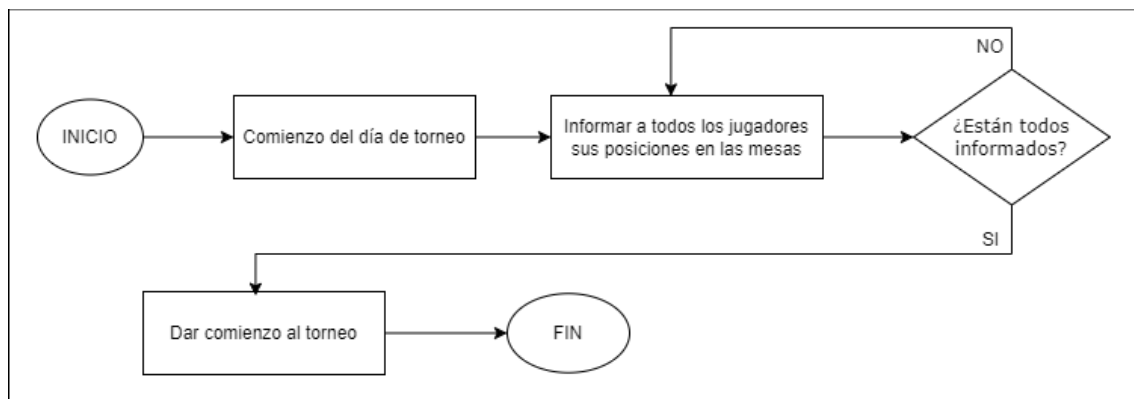 NO
INICIO
Comienzo del día de torneo
Informar a todos los jugadores
sus posiciones en las mesas
¿Están todos
informados?
SI
Dar comienzo al torneo
FIN